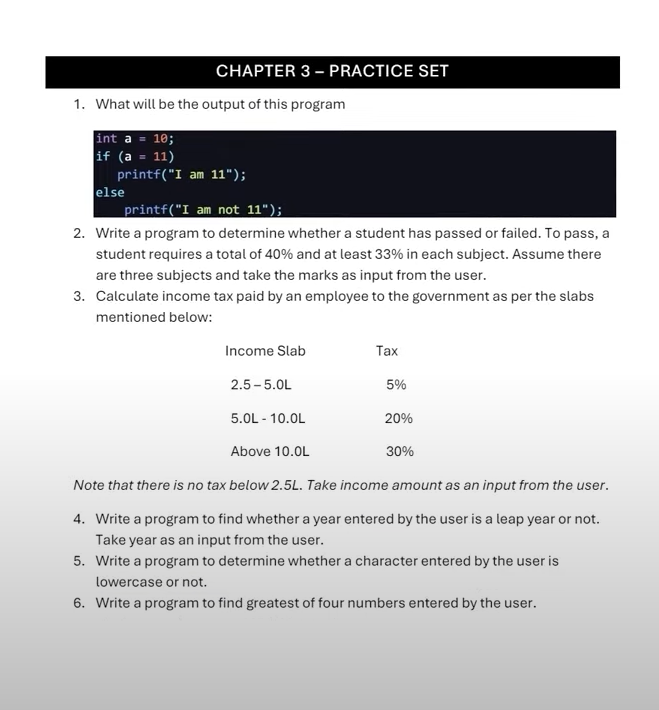 CHAPTER 3 – PRACTICE SET
1. What will be the output of this program
int a = 10;
if (a = 11)
printf("I am 11");
else
printf("I am not 11");
2. Write a program to determine whether a student has passed or failed. To pass, a
student requires a total of 40% and at least 33% in each subject. Assume there
are three subjects and take the marks as input from the user.
3. Calculate income tax paid by an employee to the government as per the slabs
mentioned below:
Income Slab Tax
2.5 – 5.0L 5%
5.0L - 10.0L 20%
Above 10.0L 30%
Note that there is no tax below 2.5L. Take income amount as an input from the user.
4. Write a program to find whether a year entered by the user is a leap year or not.
Take year as an input from the user.
5. Write a program to determine whether a character entered by the user is
lowercase or not.
6. Write a program to find greatest of four numbers entered by the user.